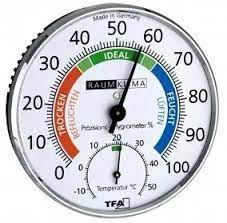 Made in Germany
0 10 20 30 40 50 60 70 80 90 100
IDEAL
TROCKEN
BEFEUCHTEN
FEUCHT
LÜFTEN
RAUMKLIMA
Präzisions-Hygrometer %
10 20 30
0
-10
50
TFA
Temperatur °C